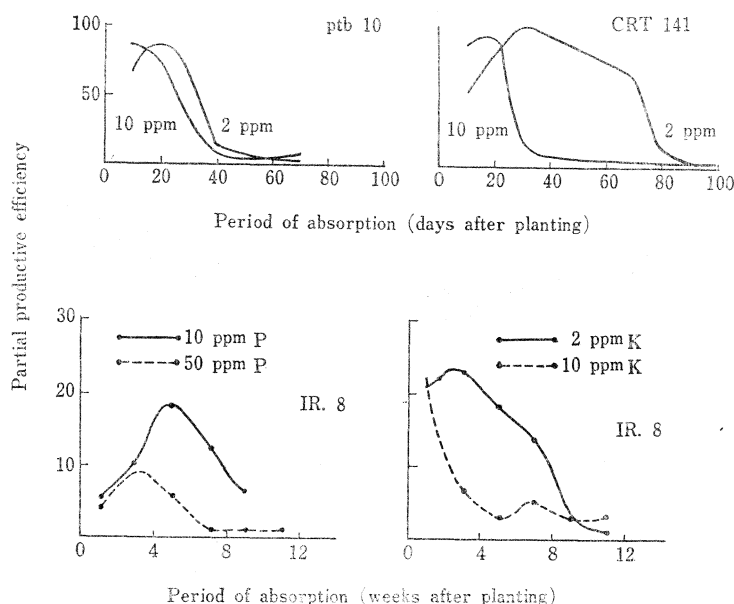 ptb 10
CRT 141
100
50
10 ppm
2 ppm
10 ppm
2 ppm
0 20 40 60 80 100
0 20 40 60 80 100
Period of absorption (days after planting)
Partial productive efficiency
30
20
10
0 4 8 12
10 ppm P
50 ppm P
IR. 8
2 ppm K
10 ppm K
IR. 8
0 4 8 12
Period of absorption (weeks after planting)